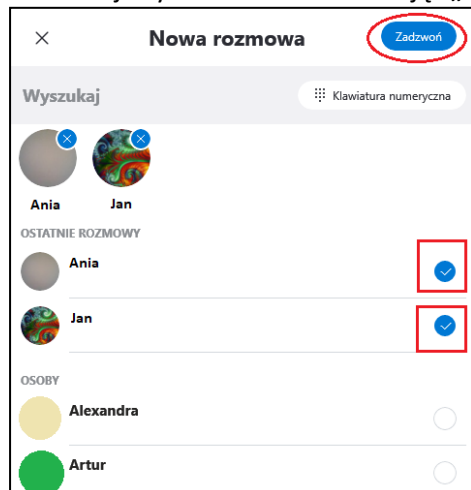 Nowa rozmowa
Zadzwoń
Wyszukaj
Klawiatura numeryczna
Ania
Jan
OSTATNIE ROZMOWY
Ania
Jan
OSOBY
Alexandra
Artur